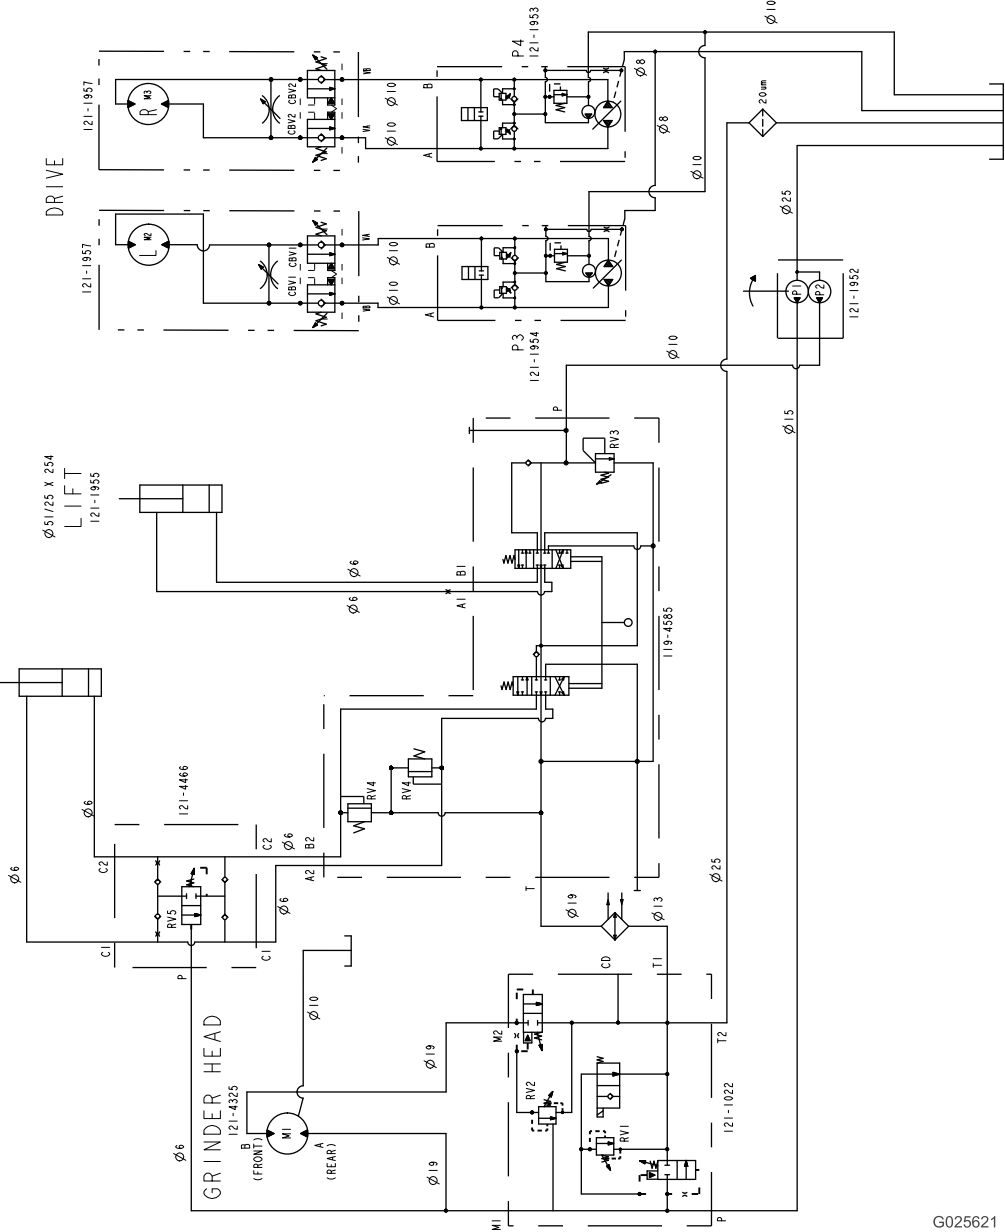 Ø10
P4
121-1953
121-1957
M3
R
CBV2
CBV2
VB
VA
Ø10
Ø10
B
A
Ø8
Ø8
20um
DRIVE
Ø10
Ø25
121-1957
M2
L
CBV1
CBV1
VA
VB
Ø10
Ø10
B
A
P1
P2
121-1952
P3
121-1954
Ø10
Ø15
P
RV3
Ø51/25 X 254
LIFT
121-1955
Ø6
Ø6
B1
A1
119-4585
121-4466
Ø6
Ø6
RV4
RV4
C2
C2
Ø6
B2
A2
Ø6
RV5
C1
C1
P
T
Ø19
Ø13
Ø25
CD
T1
Ø10
GRINDER HEAD
121-4325
M2
T2
Ø19
RV2
B
(FRONT)
M1
A
(REAR)
Ø6
Ø19
RV1
121-1022
M1
P
G025621